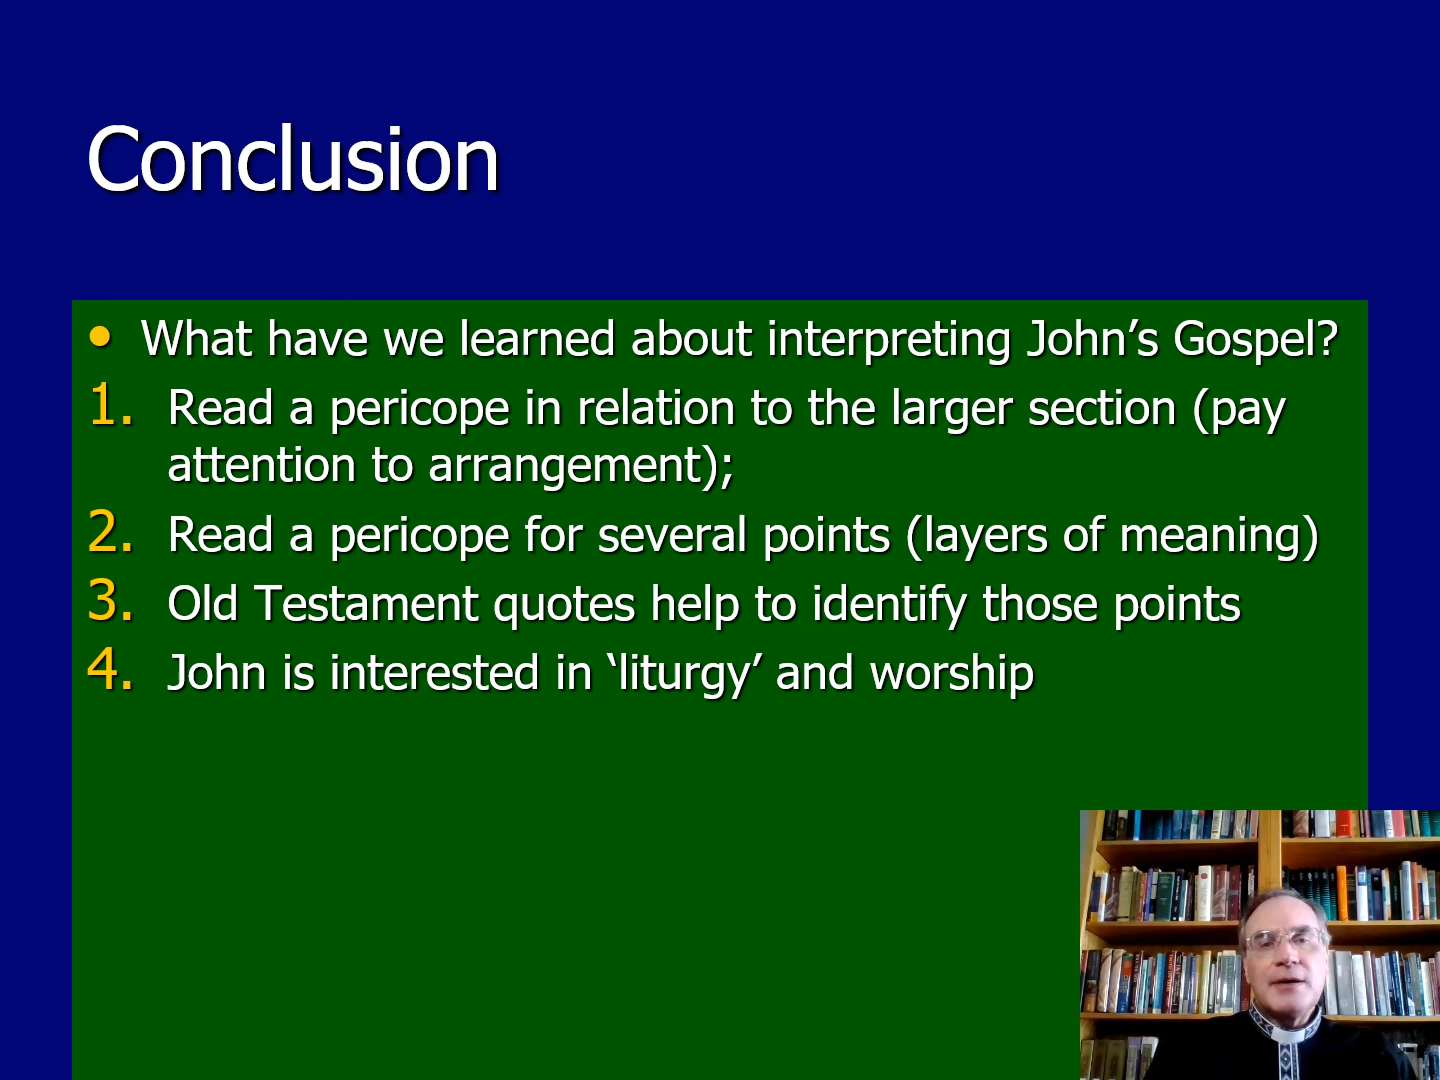 Conclusion
• What have we learned about interpreting John’s Gospel?
1. Read a pericope in relation to the larger section (pay
attention to arrangement);
2. Read a pericope for several points (layers of meaning)
3. Old Testament quotes help to identify those points
4. John is interested in ‘liturgy’ and worship